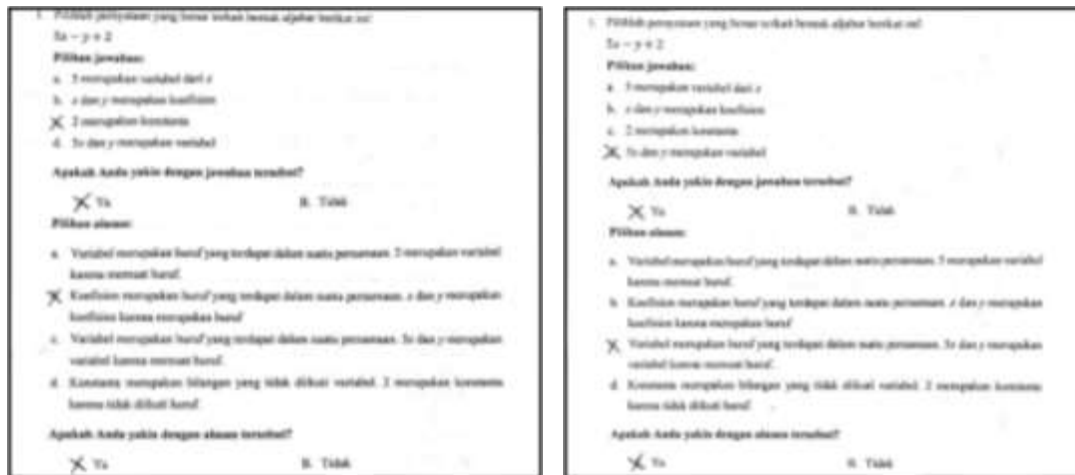 1. Pilihlah pernyataan yang benar terkait bentuk aljabar berikut ini!
5x − y + 2
Pilihan jawaban:
a. 5 merupakan variabel dari x
b. x dan y merupakan koefisien
2 merupakan konstanta
d. 5x dan y merupakan variabel
Apakah Anda yakin dengan jawaban tersebut?
Ya B. Tidak
Pilihan alasan:
a. Variabel merupakan huruf yang terdapat dalam suatu persamaan. 5 merupakan variabel
karena memuat huruf.
Koefisien merupakan huruf yang terdapat dalam suatu persamaan. x dan y merupakan
koefisien karena merupakan huruf
c. Variabel merupakan huruf yang terdapat dalam suatu persamaan. 5x dan y merupakan
variabel karena memuat huruf.
d. Konstanta merupakan bilangan yang tidak diikuti variabel. 2 merupakan konstanta
karena tidak diikuti huruf.
Apakah Anda yakin dengan alasan tersebut?
Ya B. Tidak
1. Pilihlah pernyataan yang benar terkait bentuk aljabar berikut ini!
5x − y + 2
Pilihan jawaban:
a. 5 merupakan variabel dari x
b. x dan y merupakan koefisien
c. 2 merupakan konstanta
5x dan y merupakan variabel
Apakah Anda yakin dengan jawaban tersebut?
Ya B. Tidak
Pilihan alasan:
a. Variabel merupakan huruf yang terdapat dalam suatu persamaan. 5 merupakan variabel
karena memuat huruf.
b. Koefisien merupakan huruf yang terdapat dalam suatu persamaan. x dan y merupakan
koefisien karena merupakan huruf
Variabel merupakan huruf yang terdapat dalam suatu persamaan. 5x dan y merupakan
variabel karena memuat huruf.
d. Konstanta merupakan bilangan yang tidak diikuti variabel. 2 merupakan konstanta
karena tidak diikuti huruf.
Apakah Anda yakin dengan alasan tersebut?
Ya B. Tidak